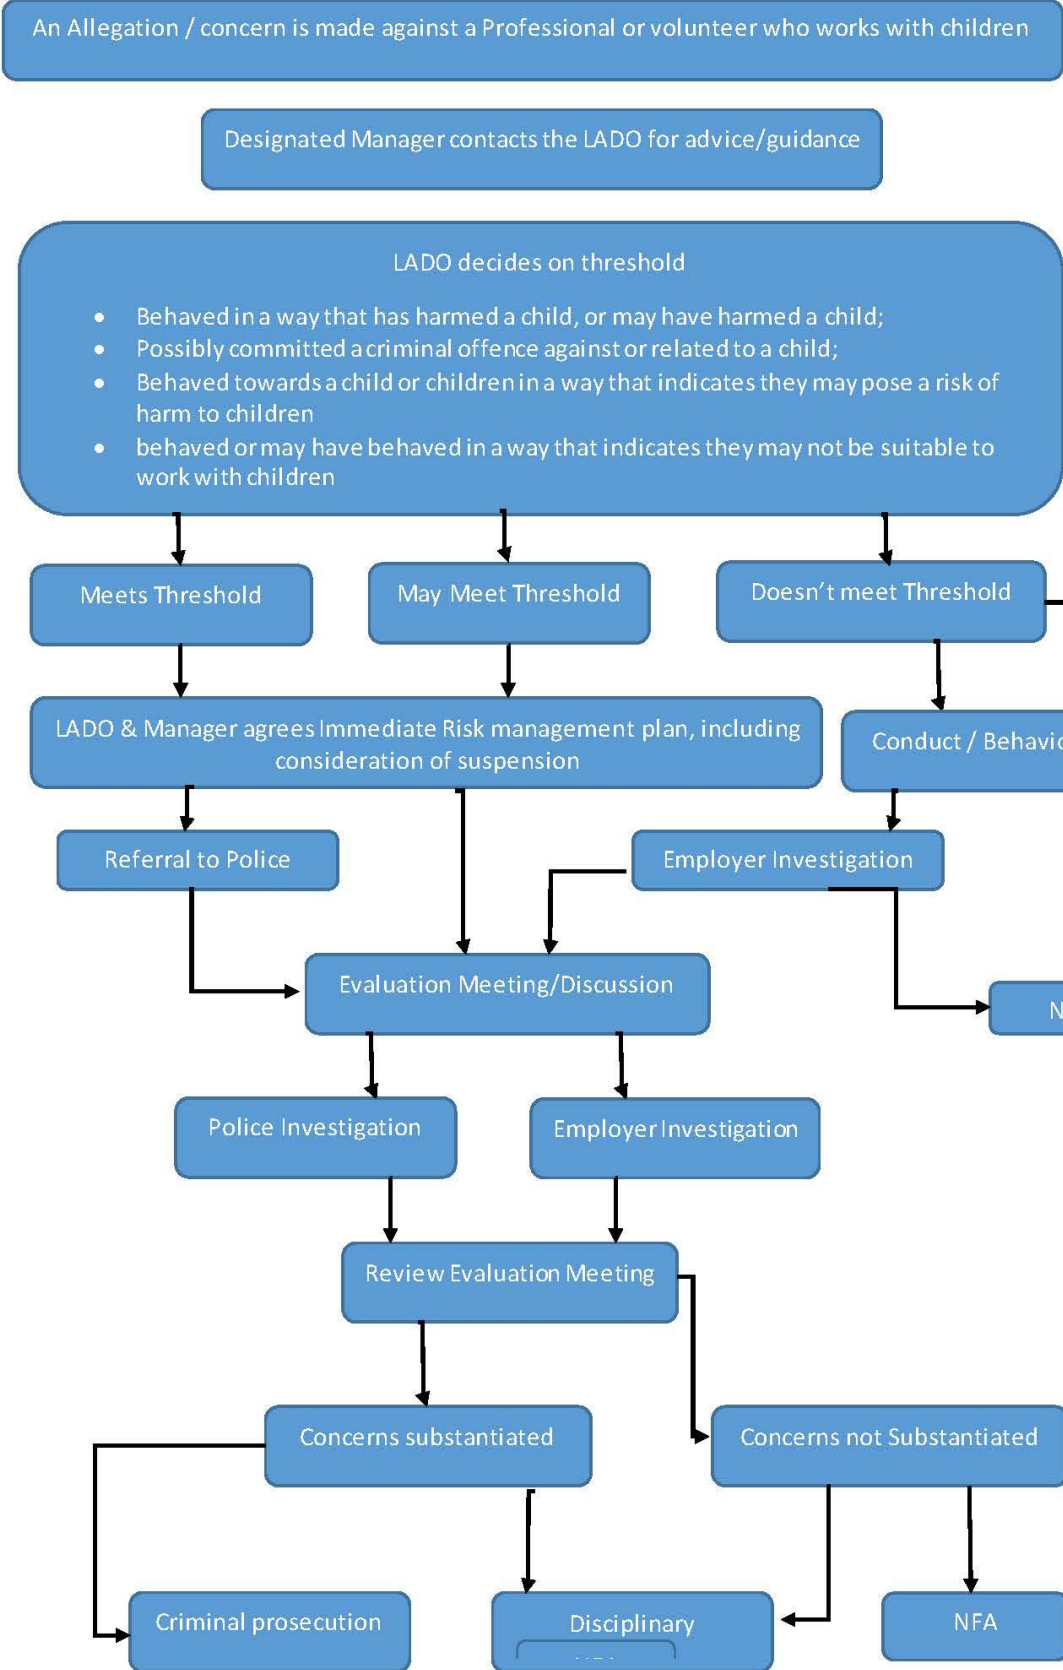 An Allegation / concern is made against a Professional or volunteer who works with children
Designated Manager contacts the LADO for advice/guidance
LADO decides on threshold
• Behaved in a way that has harmed a child, or may have harmed a child;
• Possibly committed a criminal offence against or related to a child;
• Behaved towards a child or children in a way that indicates they may pose a risk of
harm to children
• behaved or may have behaved in a way that indicates they may not be suitable to
work with children
Meets Threshold
May Meet Threshold
Doesn't meet Threshold
LADO & Manager agrees Immediate Risk management plan, including
consideration of suspension
Conduct /
Referral to Police
Employer Investigation
Evaluation Meeting/Discussion
Police Investigation
Employer Investigation
Review Evaluation Meeting
Concerns substantiated
Concerns not Substantiated
Criminal prosecution
Disciplinary
NFA